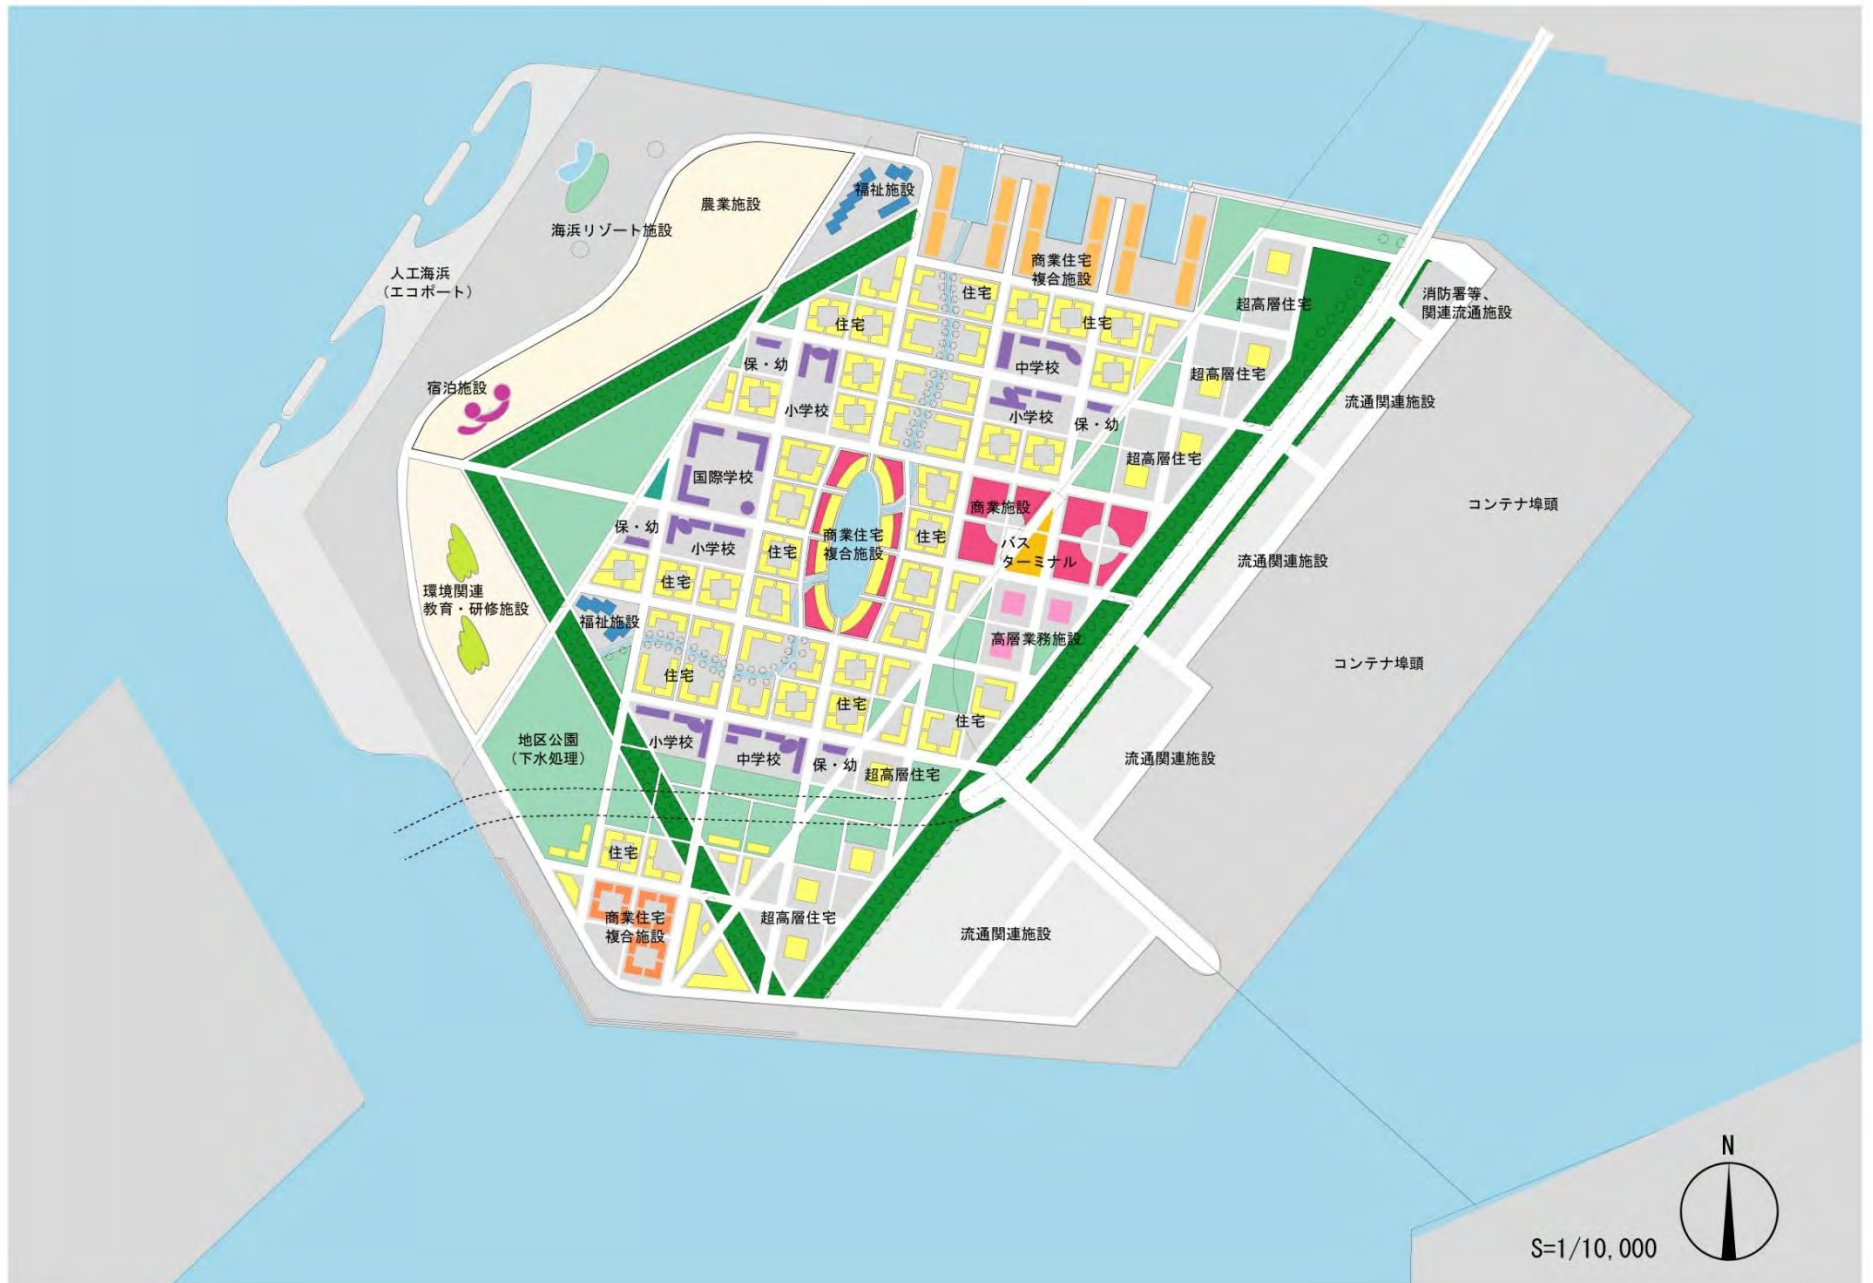 福祉施設
農業施設
海浜リゾート施設
人工海浜
（エコポート）
商業住宅
複合施設
住宅
超高層住宅
消防署等、
関連流通施設
住宅
住宅
保・幼
中学校
超高層住宅
宿泊施設
小学校
小学校
保・幼
流通関連施設
超高層住宅
国際学校
商業施設
コンテナ埠頭
保・幼
小学校
住宅
商業住宅
複合施設
住宅
バス
ターミナル
流通関連施設
環境関連
教育・研修施設
住宅
福祉施設
高層業務施設
コンテナ埠頭
住宅
住宅
住宅
地区公園
（下水処理）
小学校
中学校
保・幼
超高層住宅
流通関連施設
住宅
商業住宅
複合施設
超高層住宅
流通関連施設
N
S=1/10,000